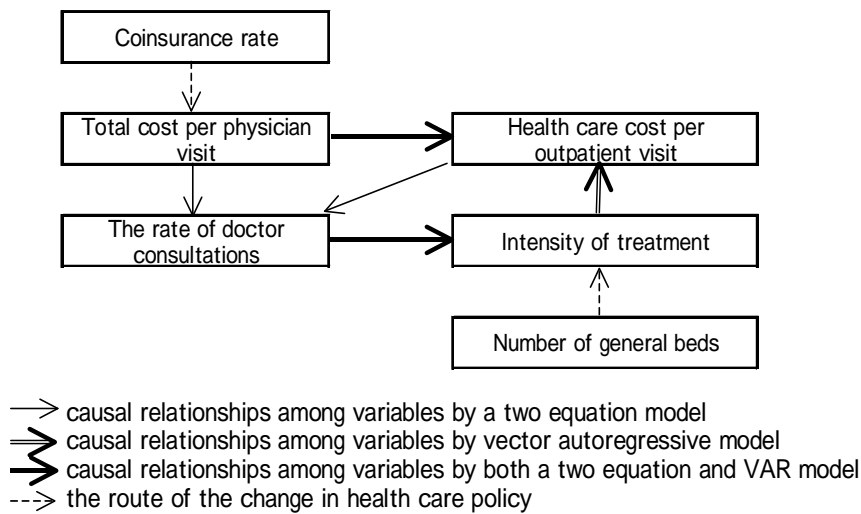 Coinsurance rate
Total cost per physician
visit
Health care cost per
outpatient visit
The rate of doctor
consultations
Intensity of treatment
Number of general beds
causal relationships among variables by a two equation model
causal relationships among variables by vector autoregressive model
causal relationships among variables by both a two equation and VAR model
the route of the change in health care policy